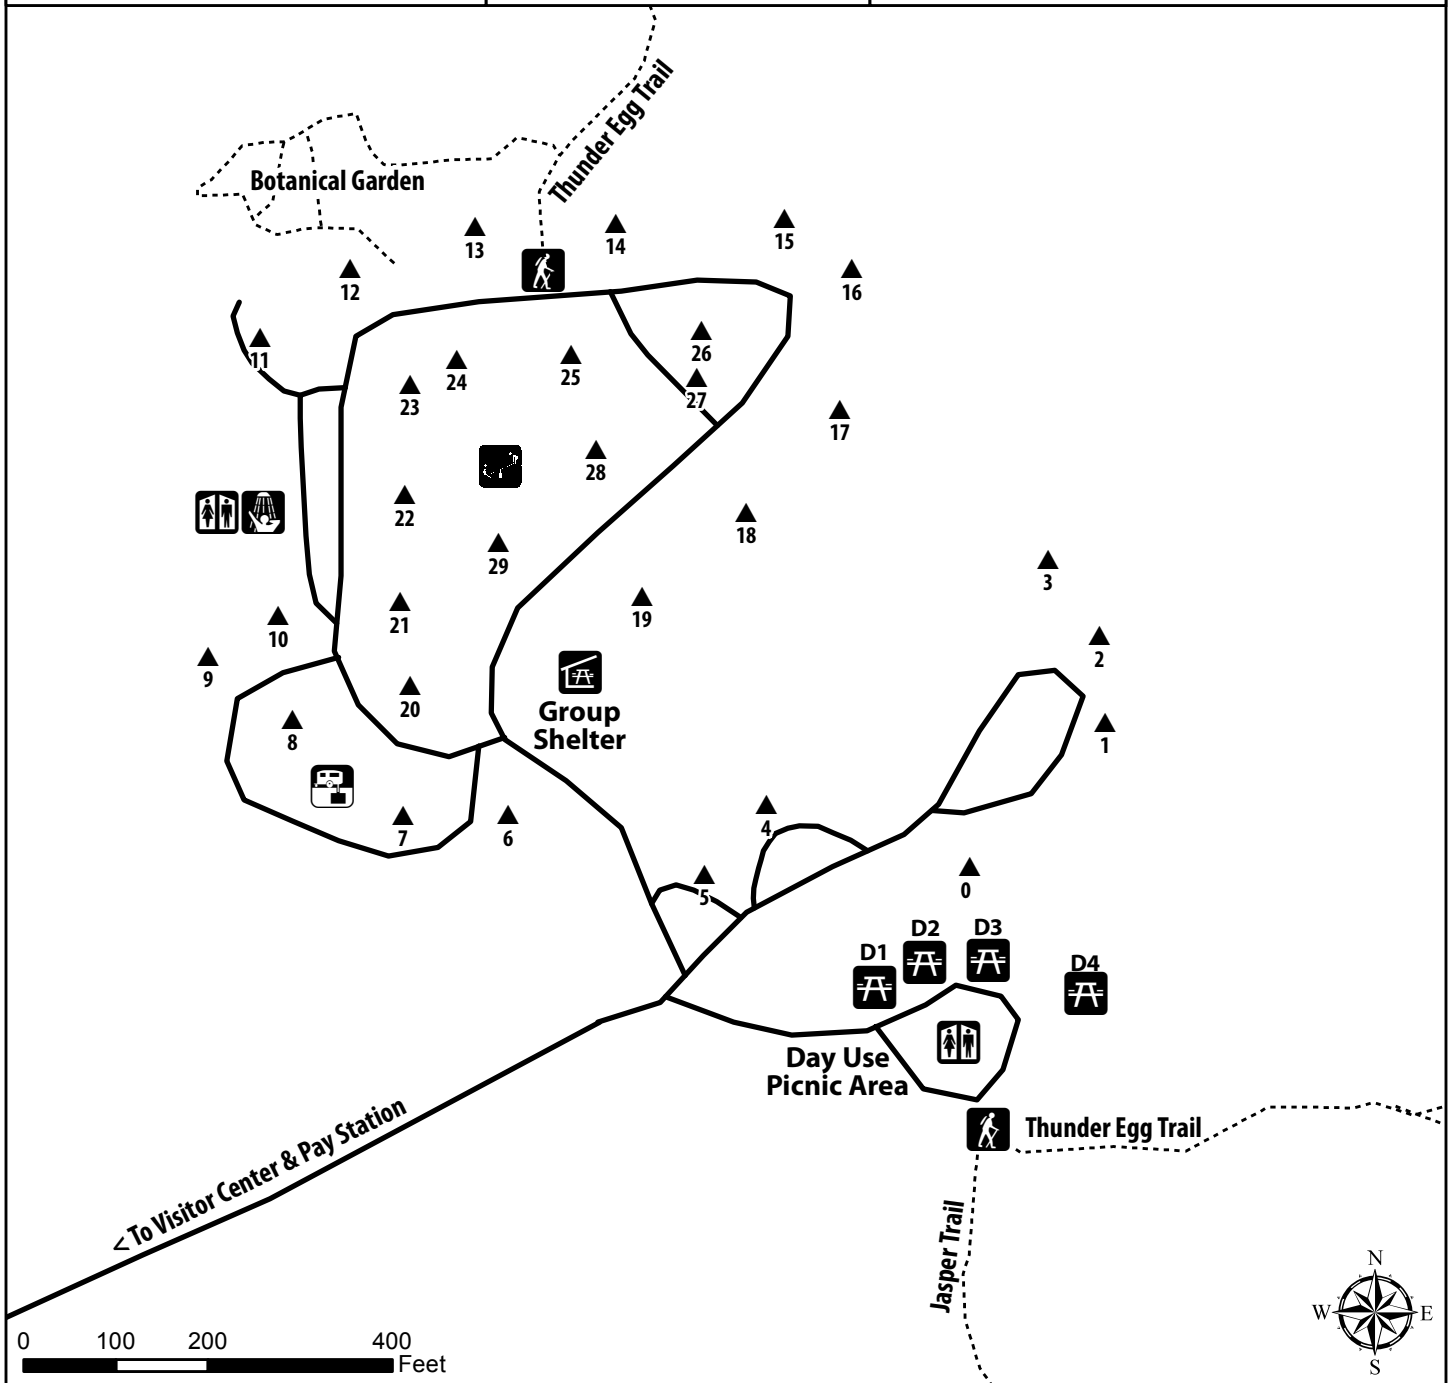 Thunder Egg Trail
Botanical Garden
13
14
15
12
16
11
26
25
24
23
27
17
28
22
18
29
3
21
19
10
2
9
20
Group
Shelter
8
1
7
6
4
5
0
D1
D2
D3
D4
Day Use
Picnic Area
Thunder Egg Trail
< To Visitor Center & Pay Station
Jasper Trail
N
W
E
S
0 100 200 400
Feet